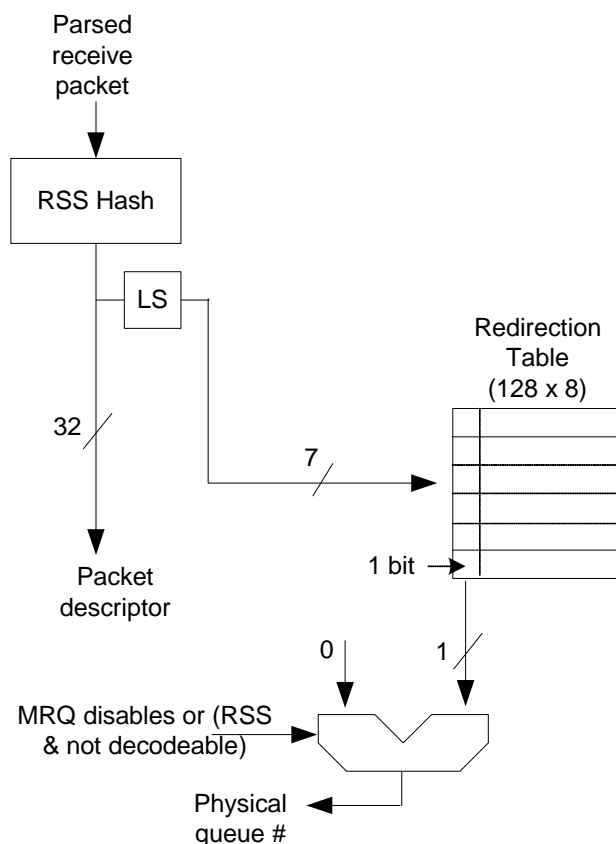 Parsed
receive
packet
RSS Hash
LS
Redirection
Table
(128 x 8)
32
7
Packet
descriptor
1 bit
0
1
MRQ disables or (RSS
& not decodeable)
Physical
queue #